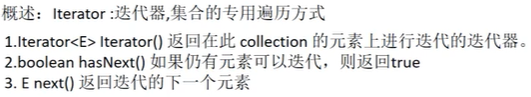 概述：Iterator :迭代器,集合的专用遍历方式
1.Iterator<E> Iterator() 返回在此 collection 的元素上进行迭代的迭代器。
2.boolean hasNext() 如果仍有元素可以迭代，则返回true
3. E next() 返回迭代的下一个元素